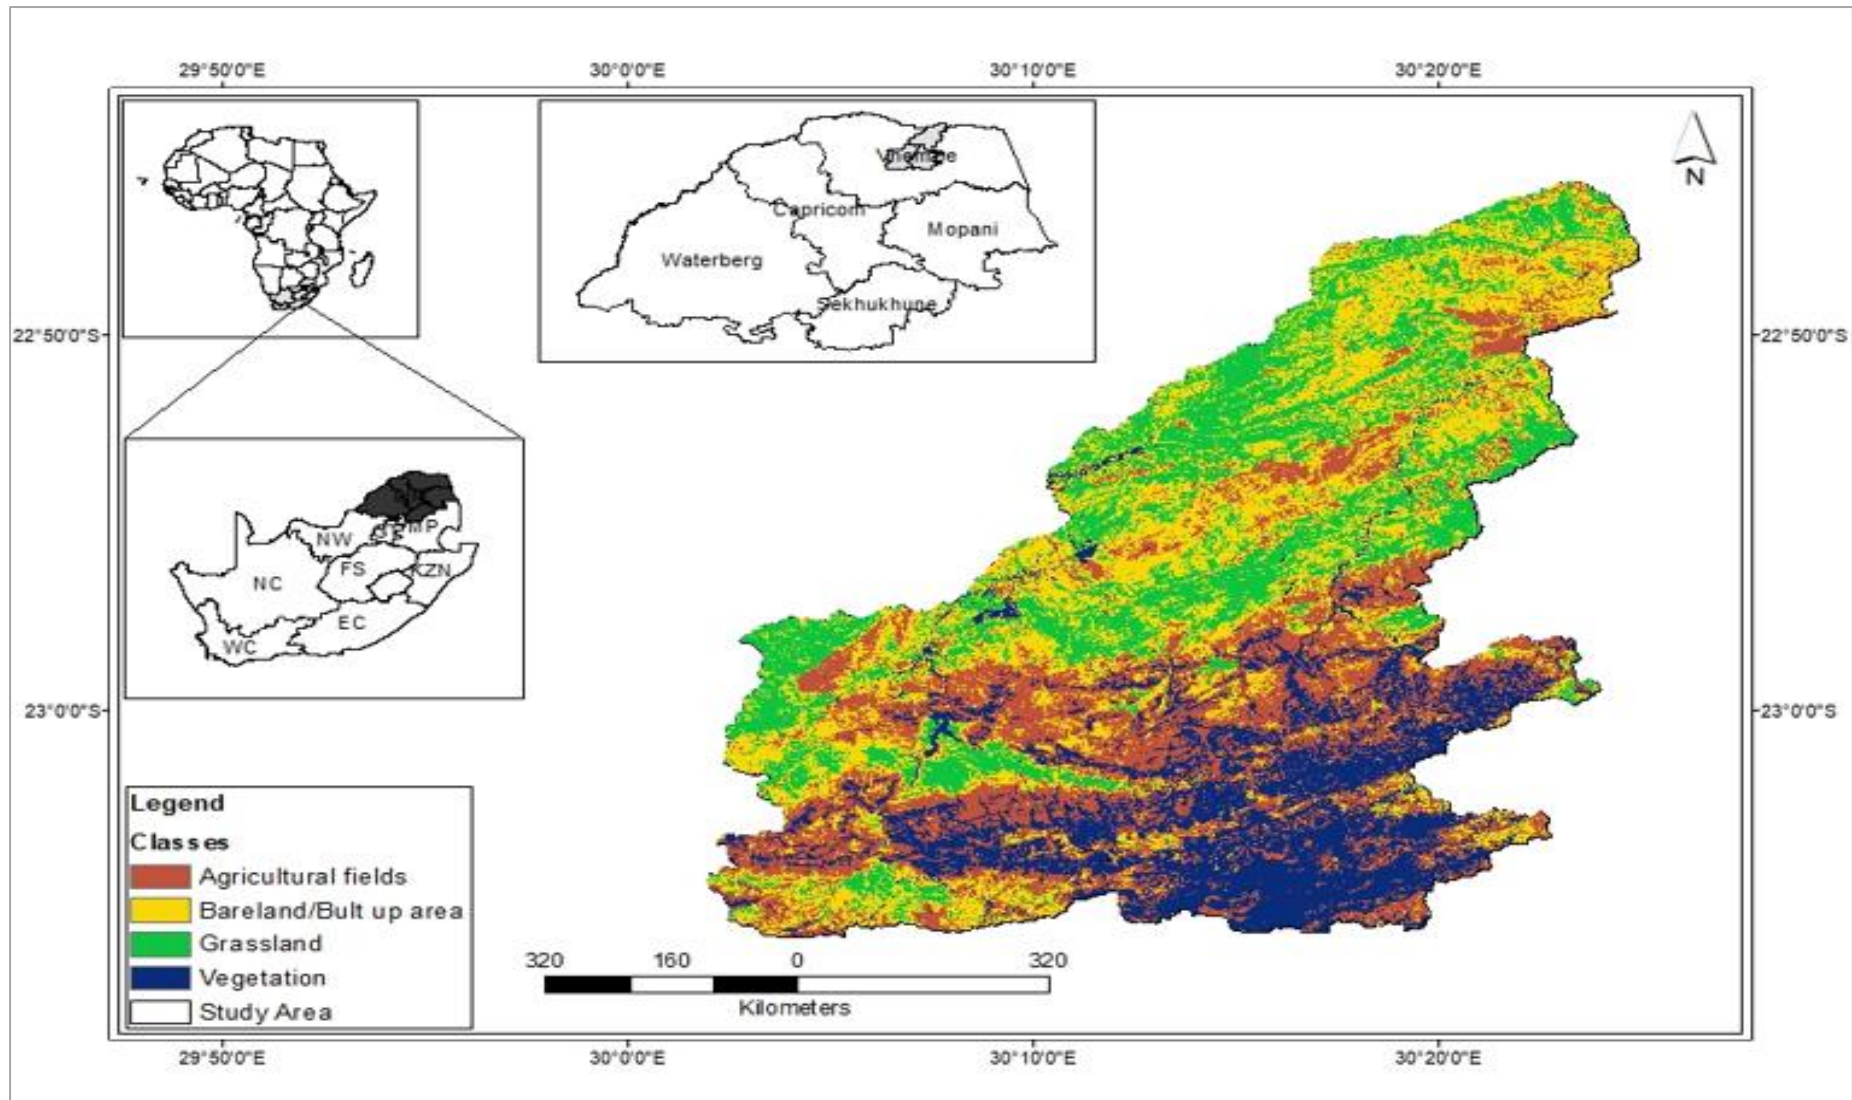 29°50'0"E 30°0'0"E 30°10'0"E 30°20'0"E
N
Vhembe
Capricorn
Mopani
Waterberg
Sekhukhune
22°50'0"S 22°50'0"S
MP
NW
FS KZN
NC
EC
WC
23°0'0"S 23°0'0"S
Legend
Classes
Agricultural fields
Bareland/Bult up area
Grassland
Vegetation
Study Area
320 160 0 320
Kilometers
29°50'0"E 30°0'0"E 30°10'0"E 30°20'0"E